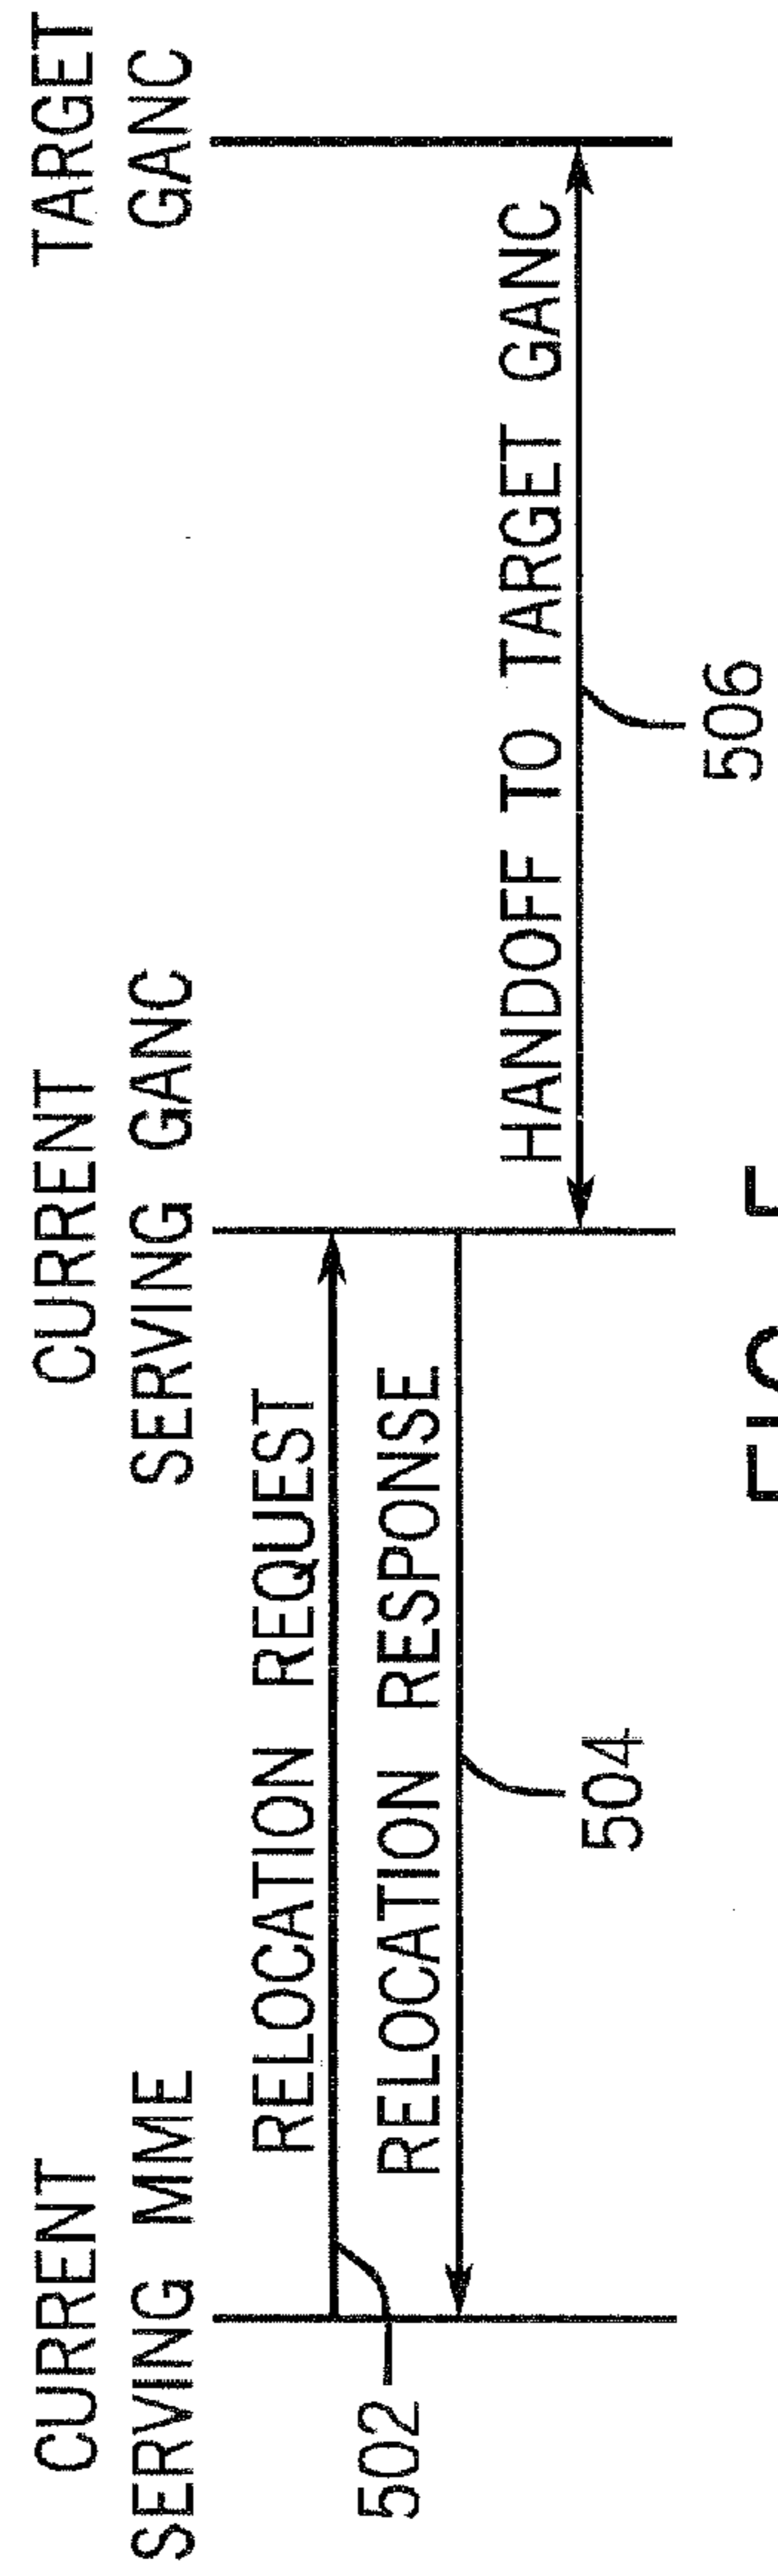 CURRENT
SERVING MME
CURRENT
SERVING GANC
TARGET
GANC
RELOCATION REQUEST
502
RELOCATION RESPONSE
504
HANDOFF TO TARGET GANC
506